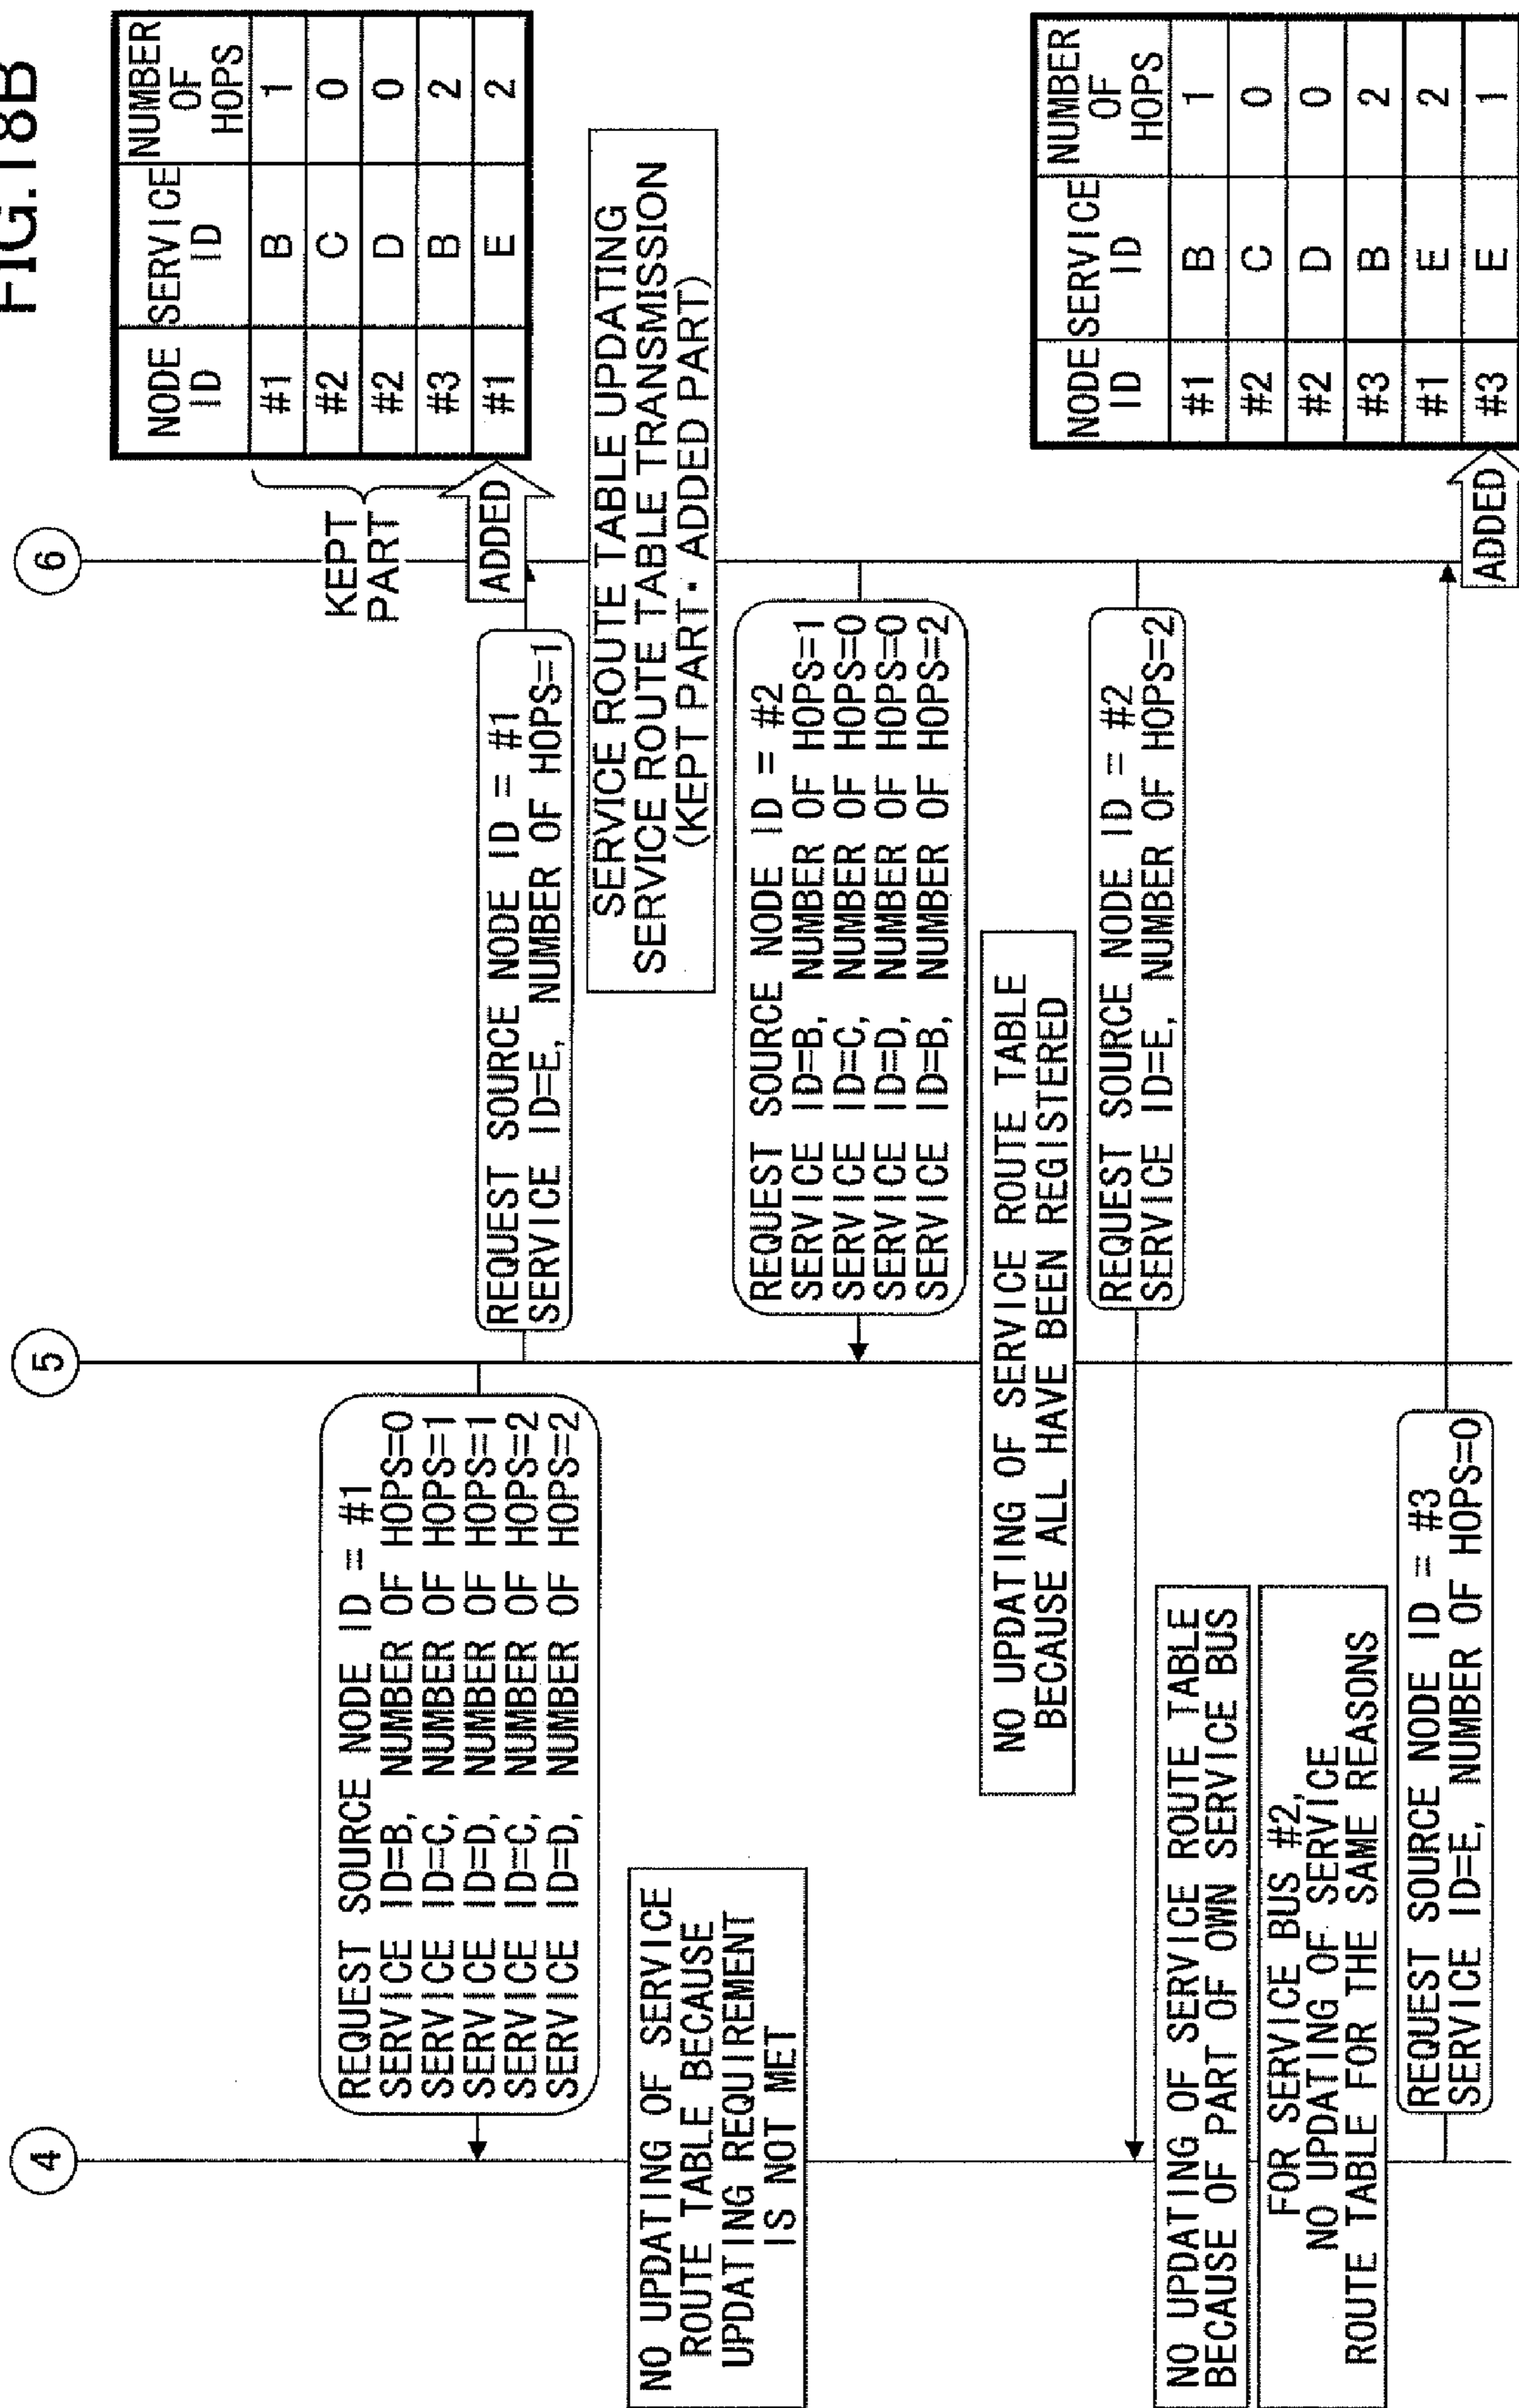 FIG.18B
4
5
6
NODE ID SERVICE ID NUMBER OF HOPS
#1 B 1
#2 C 0
#2 D 0
#3 B 2
#1 E 2
KEPT
PART
ADDED
REQUEST SOURCE NODE ID = #1
SERVICE ID=B, NUMBER OF HOPS=0
SERVICE ID=C, NUMBER OF HOPS=1
SERVICE ID=D, NUMBER OF HOPS=1
SERVICE ID=C, NUMBER OF HOPS=2
SERVICE ID=D, NUMBER OF HOPS=2
REQUEST SOURCE NODE ID = #1
SERVICE ID=E, NUMBER OF HOPS=1
NO UPDATING OF SERVICE
ROUTE TABLE BECAUSE
UPDATING REQUIREMENT
IS NOT MET
SERVICE ROUTE TABLE UPDATING
SERVICE ROUTE TABLE TRANSMISSION
(KEPT PART・ADDED PART)
REQUEST SOURCE NODE ID = #2
SERVICE ID=B, NUMBER OF HOPS=1
SERVICE ID=C, NUMBER OF HOPS=0
SERVICE ID=D, NUMBER OF HOPS=0
SERVICE ID=B, NUMBER OF HOPS=2
NO UPDATING OF SERVICE ROUTE TABLE
BECAUSE ALL HAVE BEEN REGISTERED
REQUEST SOURCE NODE ID = #2
SERVICE ID=E, NUMBER OF HOPS=2
NO UPDATING OF SERVICE ROUTE TABLE
BECAUSE OF PART OF OWN SERVICE BUS
FOR SERVICE BUS #2,
NO UPDATING OF SERVICE
ROUTE TABLE FOR THE SAME REASONS
REQUEST SOURCE NODE ID = #3
SERVICE ID=E, NUMBER OF HOPS=0
NODE ID SERVICE ID NUMBER OF HOPS
#1 B 1
#2 C 0
#2 D 0
#3 B 2
#1 E 2
#3 E 1
ADDED